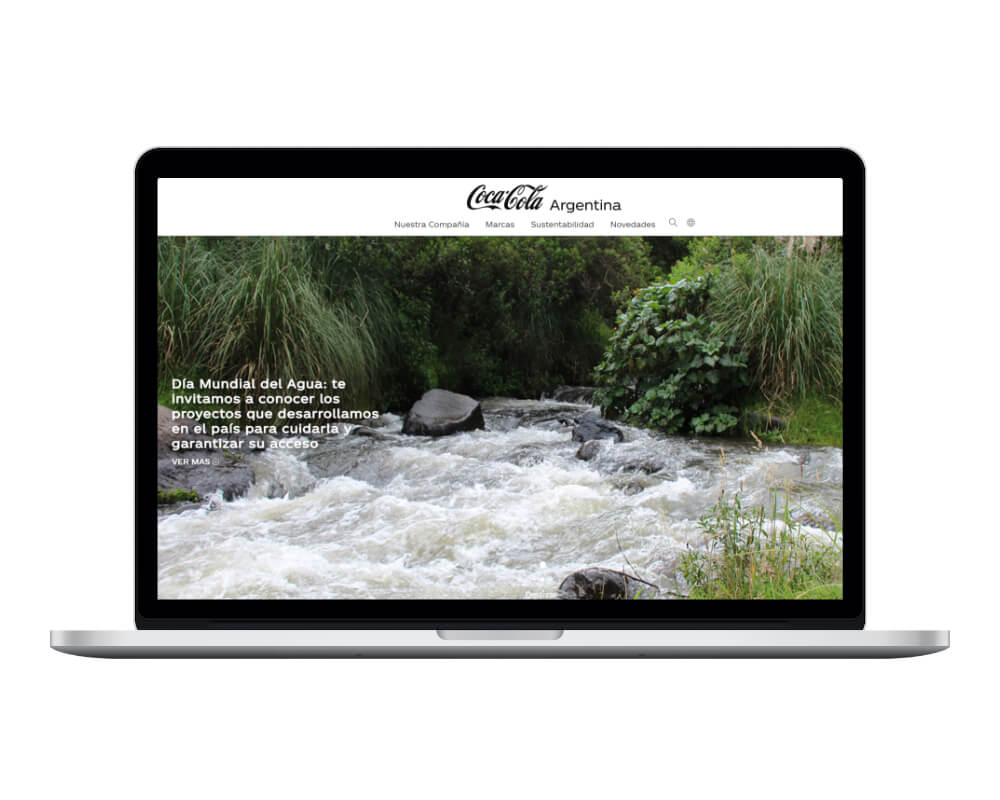 Coca-Cola Argentina
Nuestra Compañía Marcas Sustentabilidad Novedades
Día Mundial del Agua: te
invitamos a conocer los
proyectos que desarrollamos
en el país para cuidarla y
garantizar su acceso
VER MAS